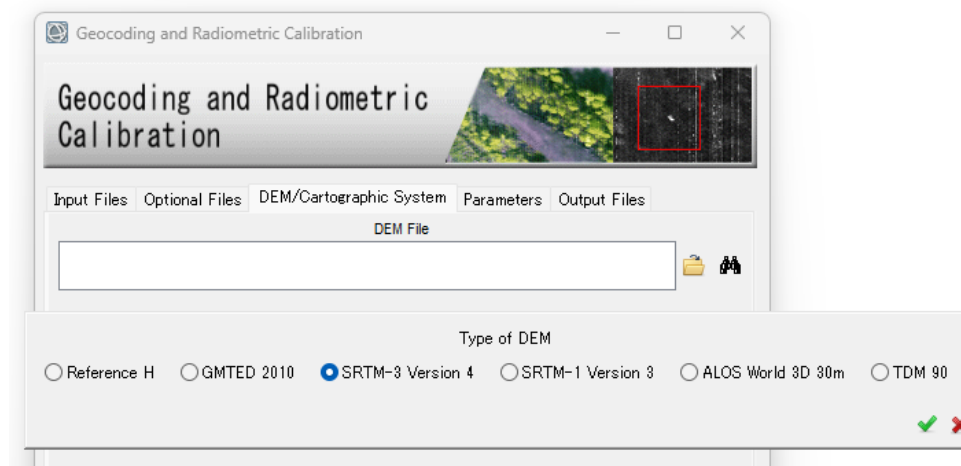 Geocoding and Radiometric Calibration
Geocoding and Radiometric
Calibration
Input Files Optional Files DEM/Cartographic System Parameters Output Files
DEM File
Type of DEM
Reference H GMTED 2010 SRTM-3 Version 4 SRTM-1 Version 3 ALOS World 3D 30m TDM 90